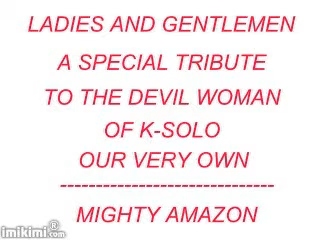 LADIES AND GENTLEMEN
A SPECIAL TRIBUTE
TO THE DEVIL WOMAN
OF K-SOLO
OUR VERY OWN
------------------------------
MIGHTY AMAZON
imikimi.com®